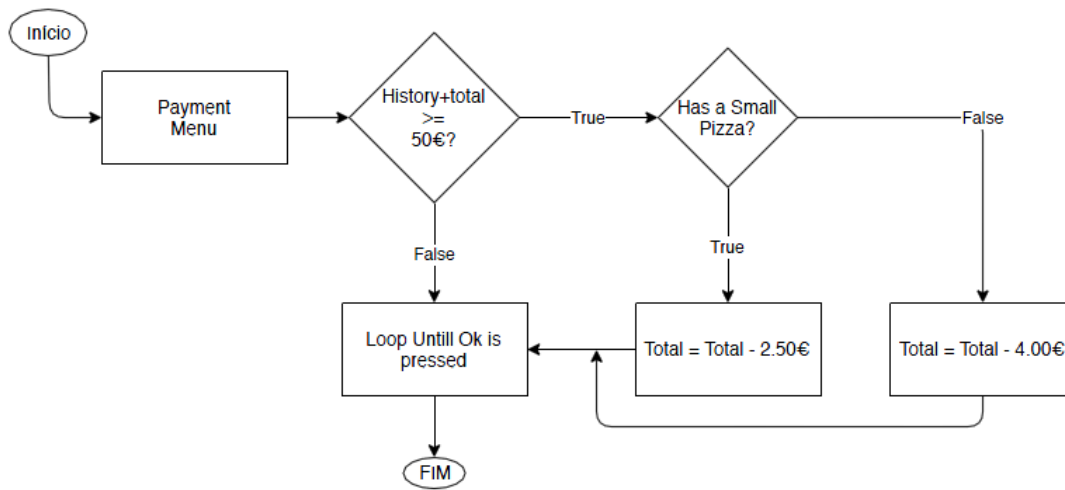 Início
Payment
Menu
History+total
>=
50€?
True
Has a Small
Pizza?
False
False
True
Loop Untill Ok is
pressed
Total = Total - 2.50€
Total = Total - 4.00€
FIM